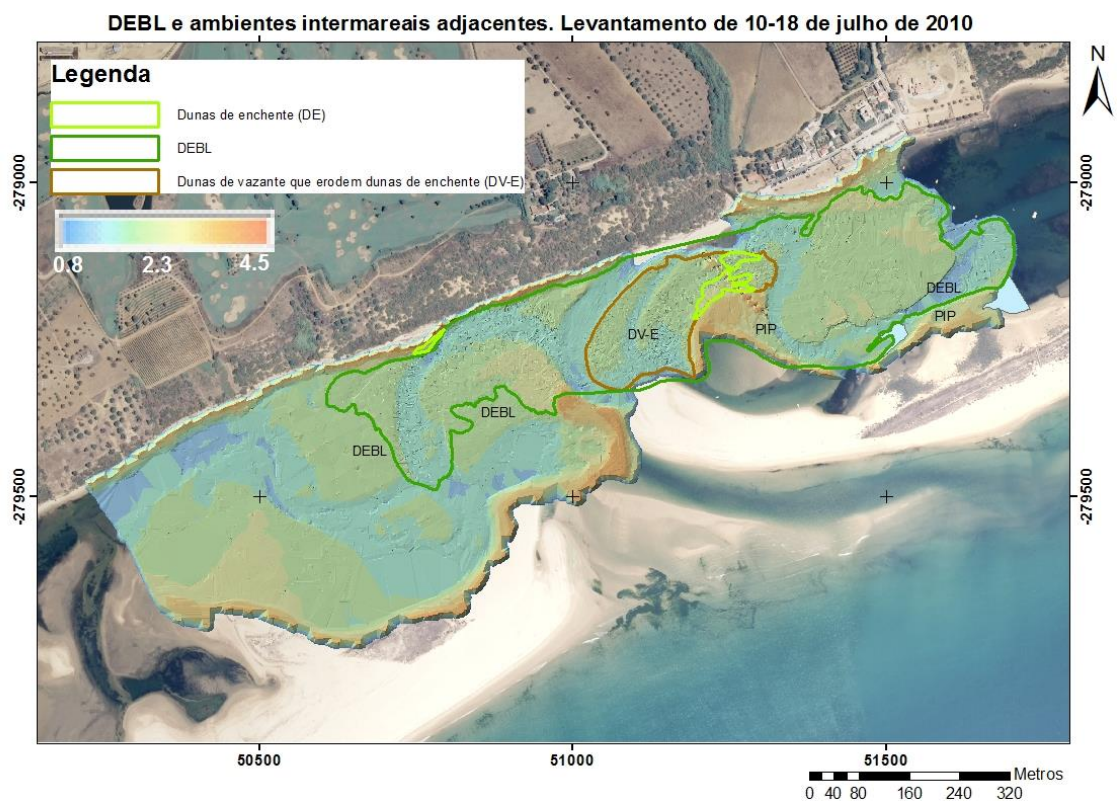 DEBL e ambientes intermareais adjacentes. Levantamento de 10-18 de julho de 2010
N
Legenda
Dunas de enchente (DE)
DEBL
Dunas de vazante que erodem dunas de enchente (DV-E)
0.8 2.3 4.5
-279000
-279000
DEBL
PIP
DV-E
PIP
DEBL
DEBL
-279500
-279500
50500 51000 51500
Metros
0 40 80 160 240 320